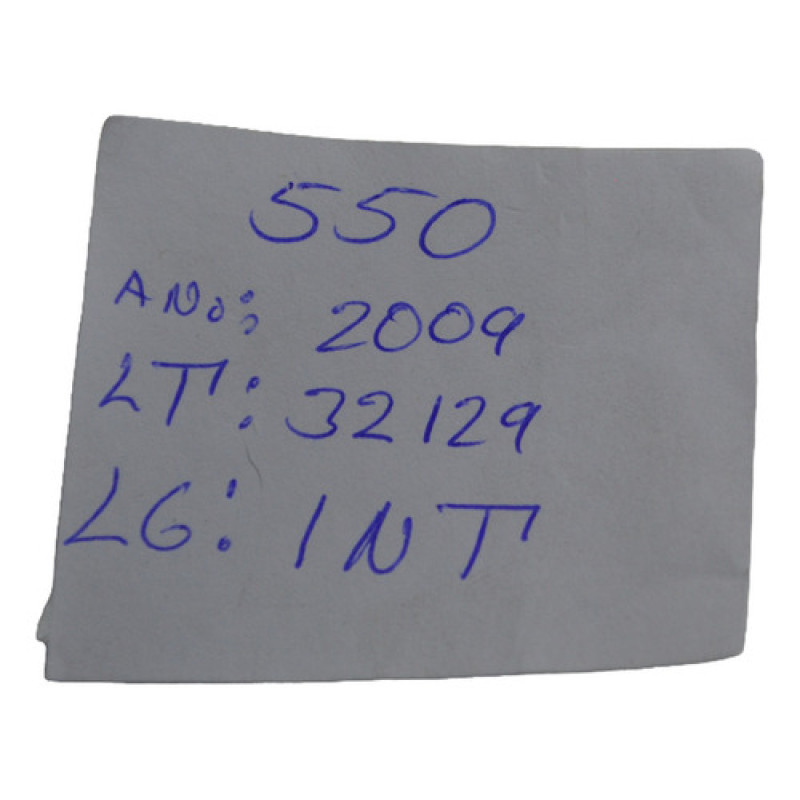 550
ANO: 2009
LT: 32129
LG: INT